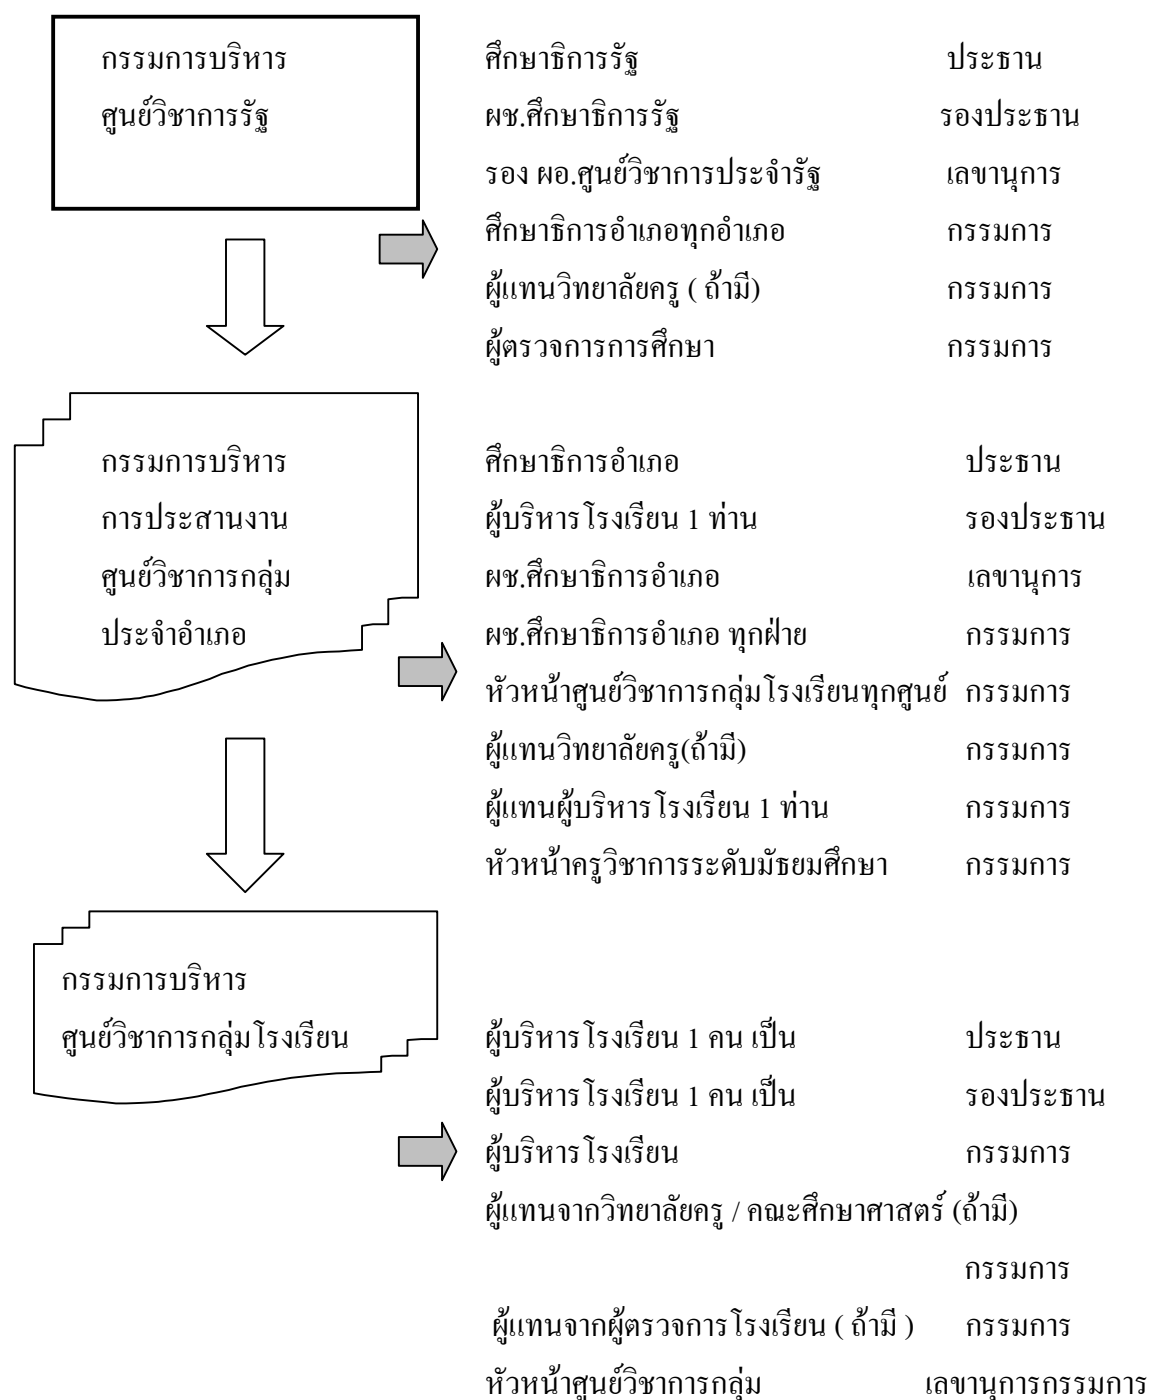 กรรมการบริหาร ศึกษาธิการรัฐ ประธาน
ศูนย์วิชาการรัฐ ผช.ศึกษาธิการรัฐ รองประธาน
รอง ผอ.ศูนย์วิชาการประจำรัฐ เลขานุการ
ศึกษาธิการอำเภอทุกอำเภอ กรรมการ
ผู้แทนวิทยาลัยครู ( ถ้ามี) กรรมการ
ผู้ตรวจการการศึกษา กรรมการ
กรรมการบริหาร ศึกษาธิการอำเภอ ประธาน
การประสานงาน ผู้บริหารโรงเรียน 1 ท่าน รองประธาน
ศูนย์วิชาการกลุ่ม ผช.ศึกษาธิการอำเภอ เลขานุการ
ประจำอำเภอ ผช.ศึกษาธิการอำเภอ ทุกฝ่าย กรรมการ
หัวหน้าศูนย์วิชาการกลุ่มโรงเรียนทุกศูนย์ กรรมการ
ผู้แทนวิทยาลัยครู(ถ้ามี) กรรมการ
ผู้แทนผู้บริหารโรงเรียน 1 ท่าน กรรมการ
หัวหน้าครูวิชาการระดับมัธยมศึกษา กรรมการ
กรรมการบริหาร
ศูนย์วิชาการกลุ่มโรงเรียน ผู้บริหารโรงเรียน 1 คน เป็น ประธาน
ผู้บริหารโรงเรียน 1 คน เป็น รองประธาน
ผู้บริหารโรงเรียน กรรมการ
ผู้แทนจากวิทยาลัยครู / คณะศึกษาศาสตร์ (ถ้ามี)
กรรมการ
ผู้แทนจากผู้ตรวจการโรงเรียน ( ถ้ามี ) กรรมการ
หัวหน้าศูนย์วิชาการกลุ่ม เลขานุการกรรมการ